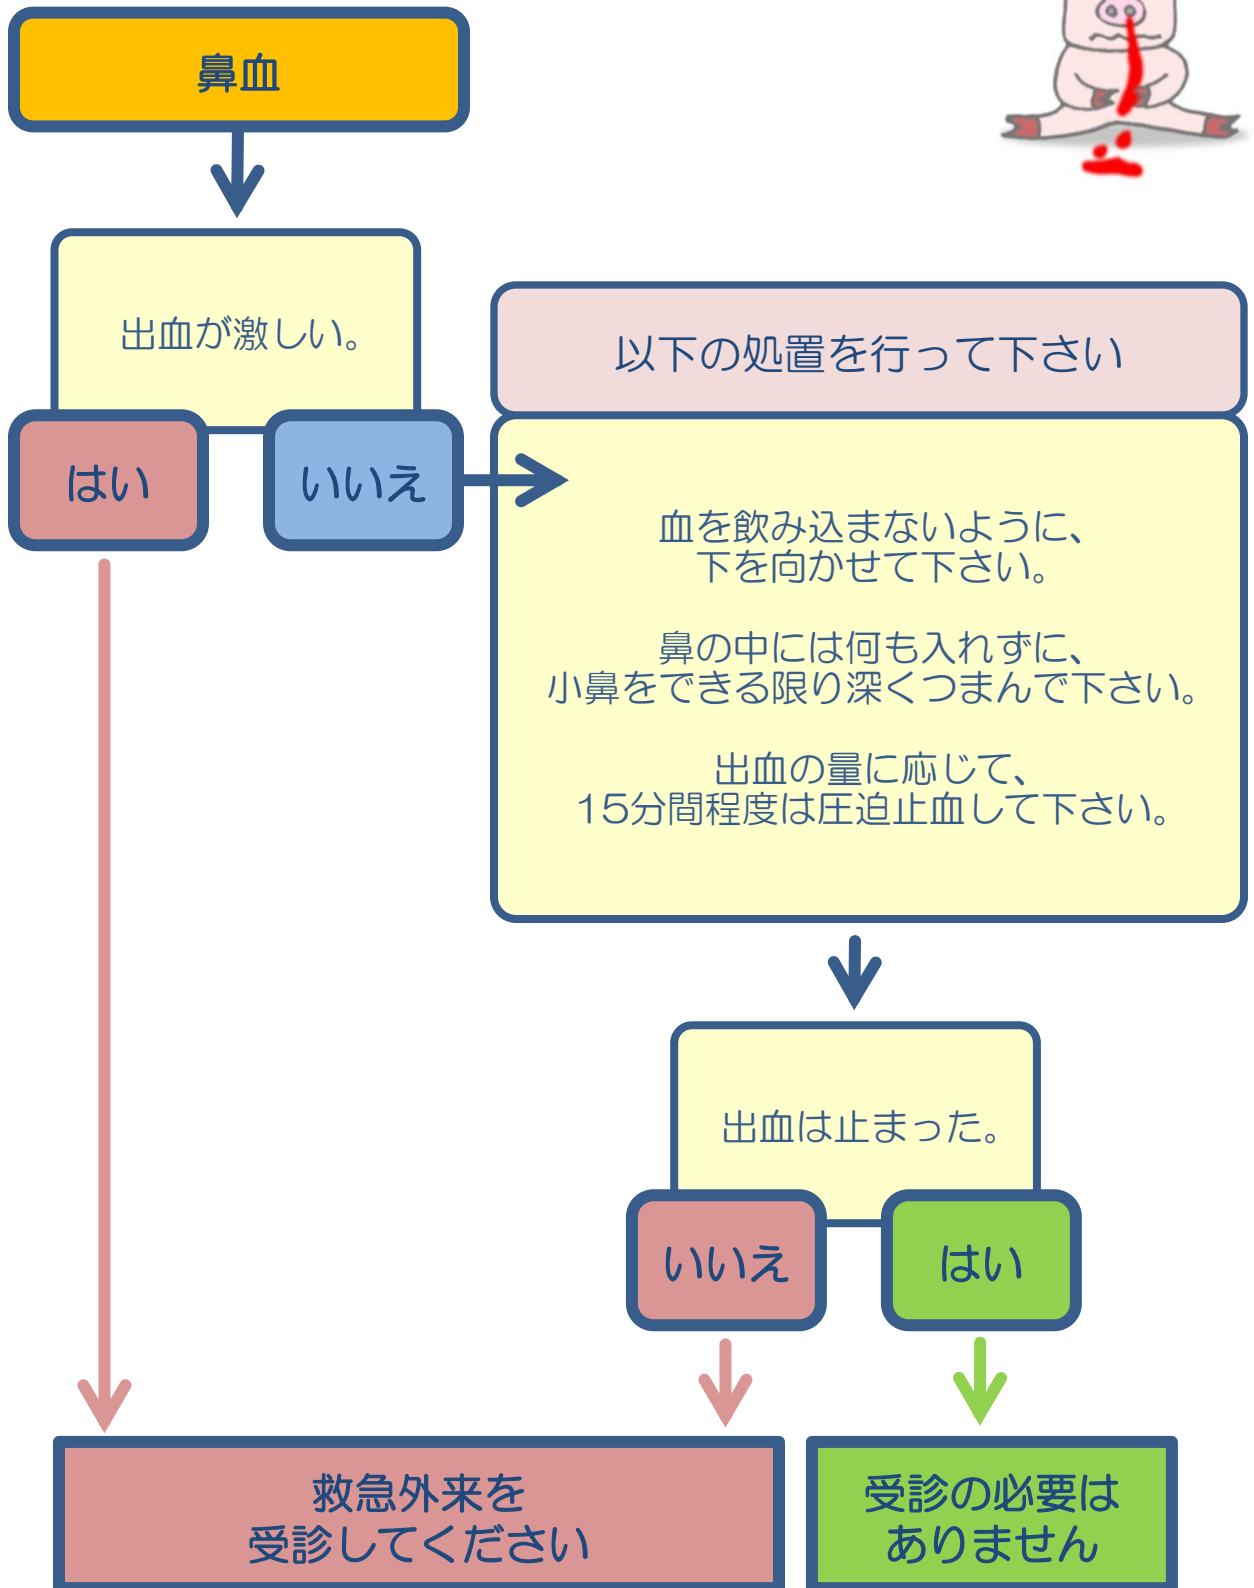 鼻血
出血が激しい。
はい
いいえ
以下の処置を行って下さい
血を飲み込まないように、
下を向かせて下さい。
鼻の中には何も入れずに、
小鼻をできる限り深くつまんで下さい。
出血の量に応じて、
15分間程度は圧迫止血して下さい。
出血は止まった。
いいえ
はい
救急外来を
受診してください
受診の必要は
ありません